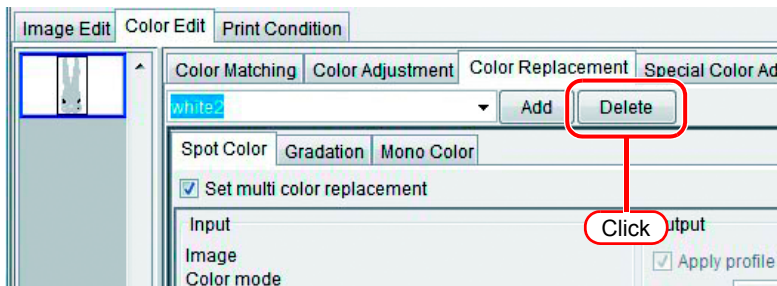 Image Edit Color Edit Print Condition
Color Matching Color Adjustment Color Replacement Special Color Ad
white2 Add Delete
Spot Color Gradation Mono Color
Set multi color replacement
Input Click utput
Image Apply profile
Color mode